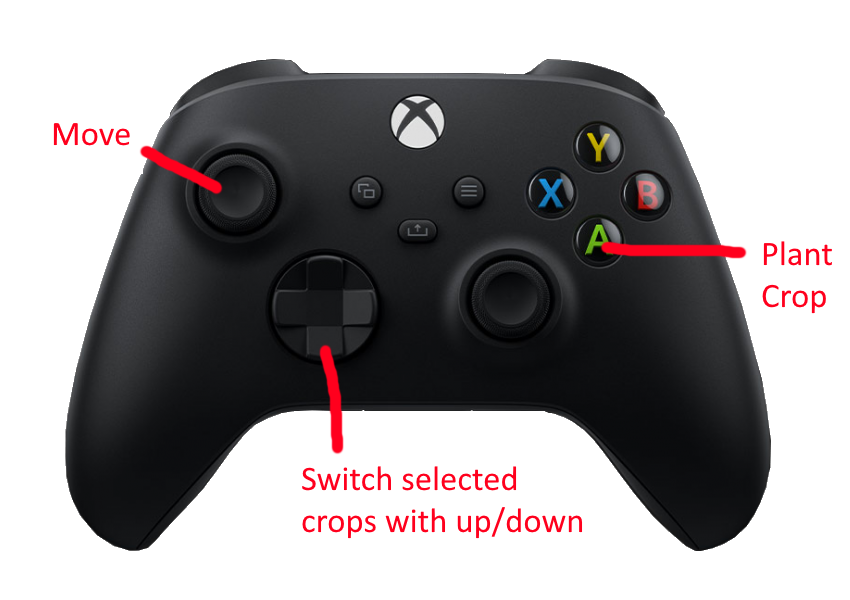 Move
Y
X
B
A
Plant
Crop
Switch selected
crops with up/down